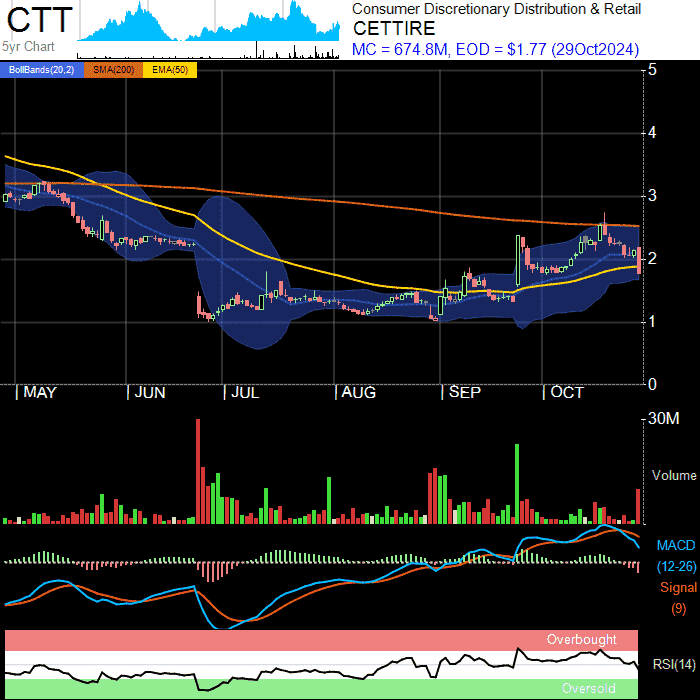 CTT
5yr Chart
Consumer Discretionary Distribution & Retail
CETTIRE
MC = 674.8M, EOD = $1.77 (29Oct2024)
BollBands(20,2) SMA(200) EMA(50)
5
4
3
2
1
0
MAY JUN JUL AUG SEP OCT
30M
Volume
MACD
(12-26)
Signal
(9)
Overbought
RSI(14)
Oversold